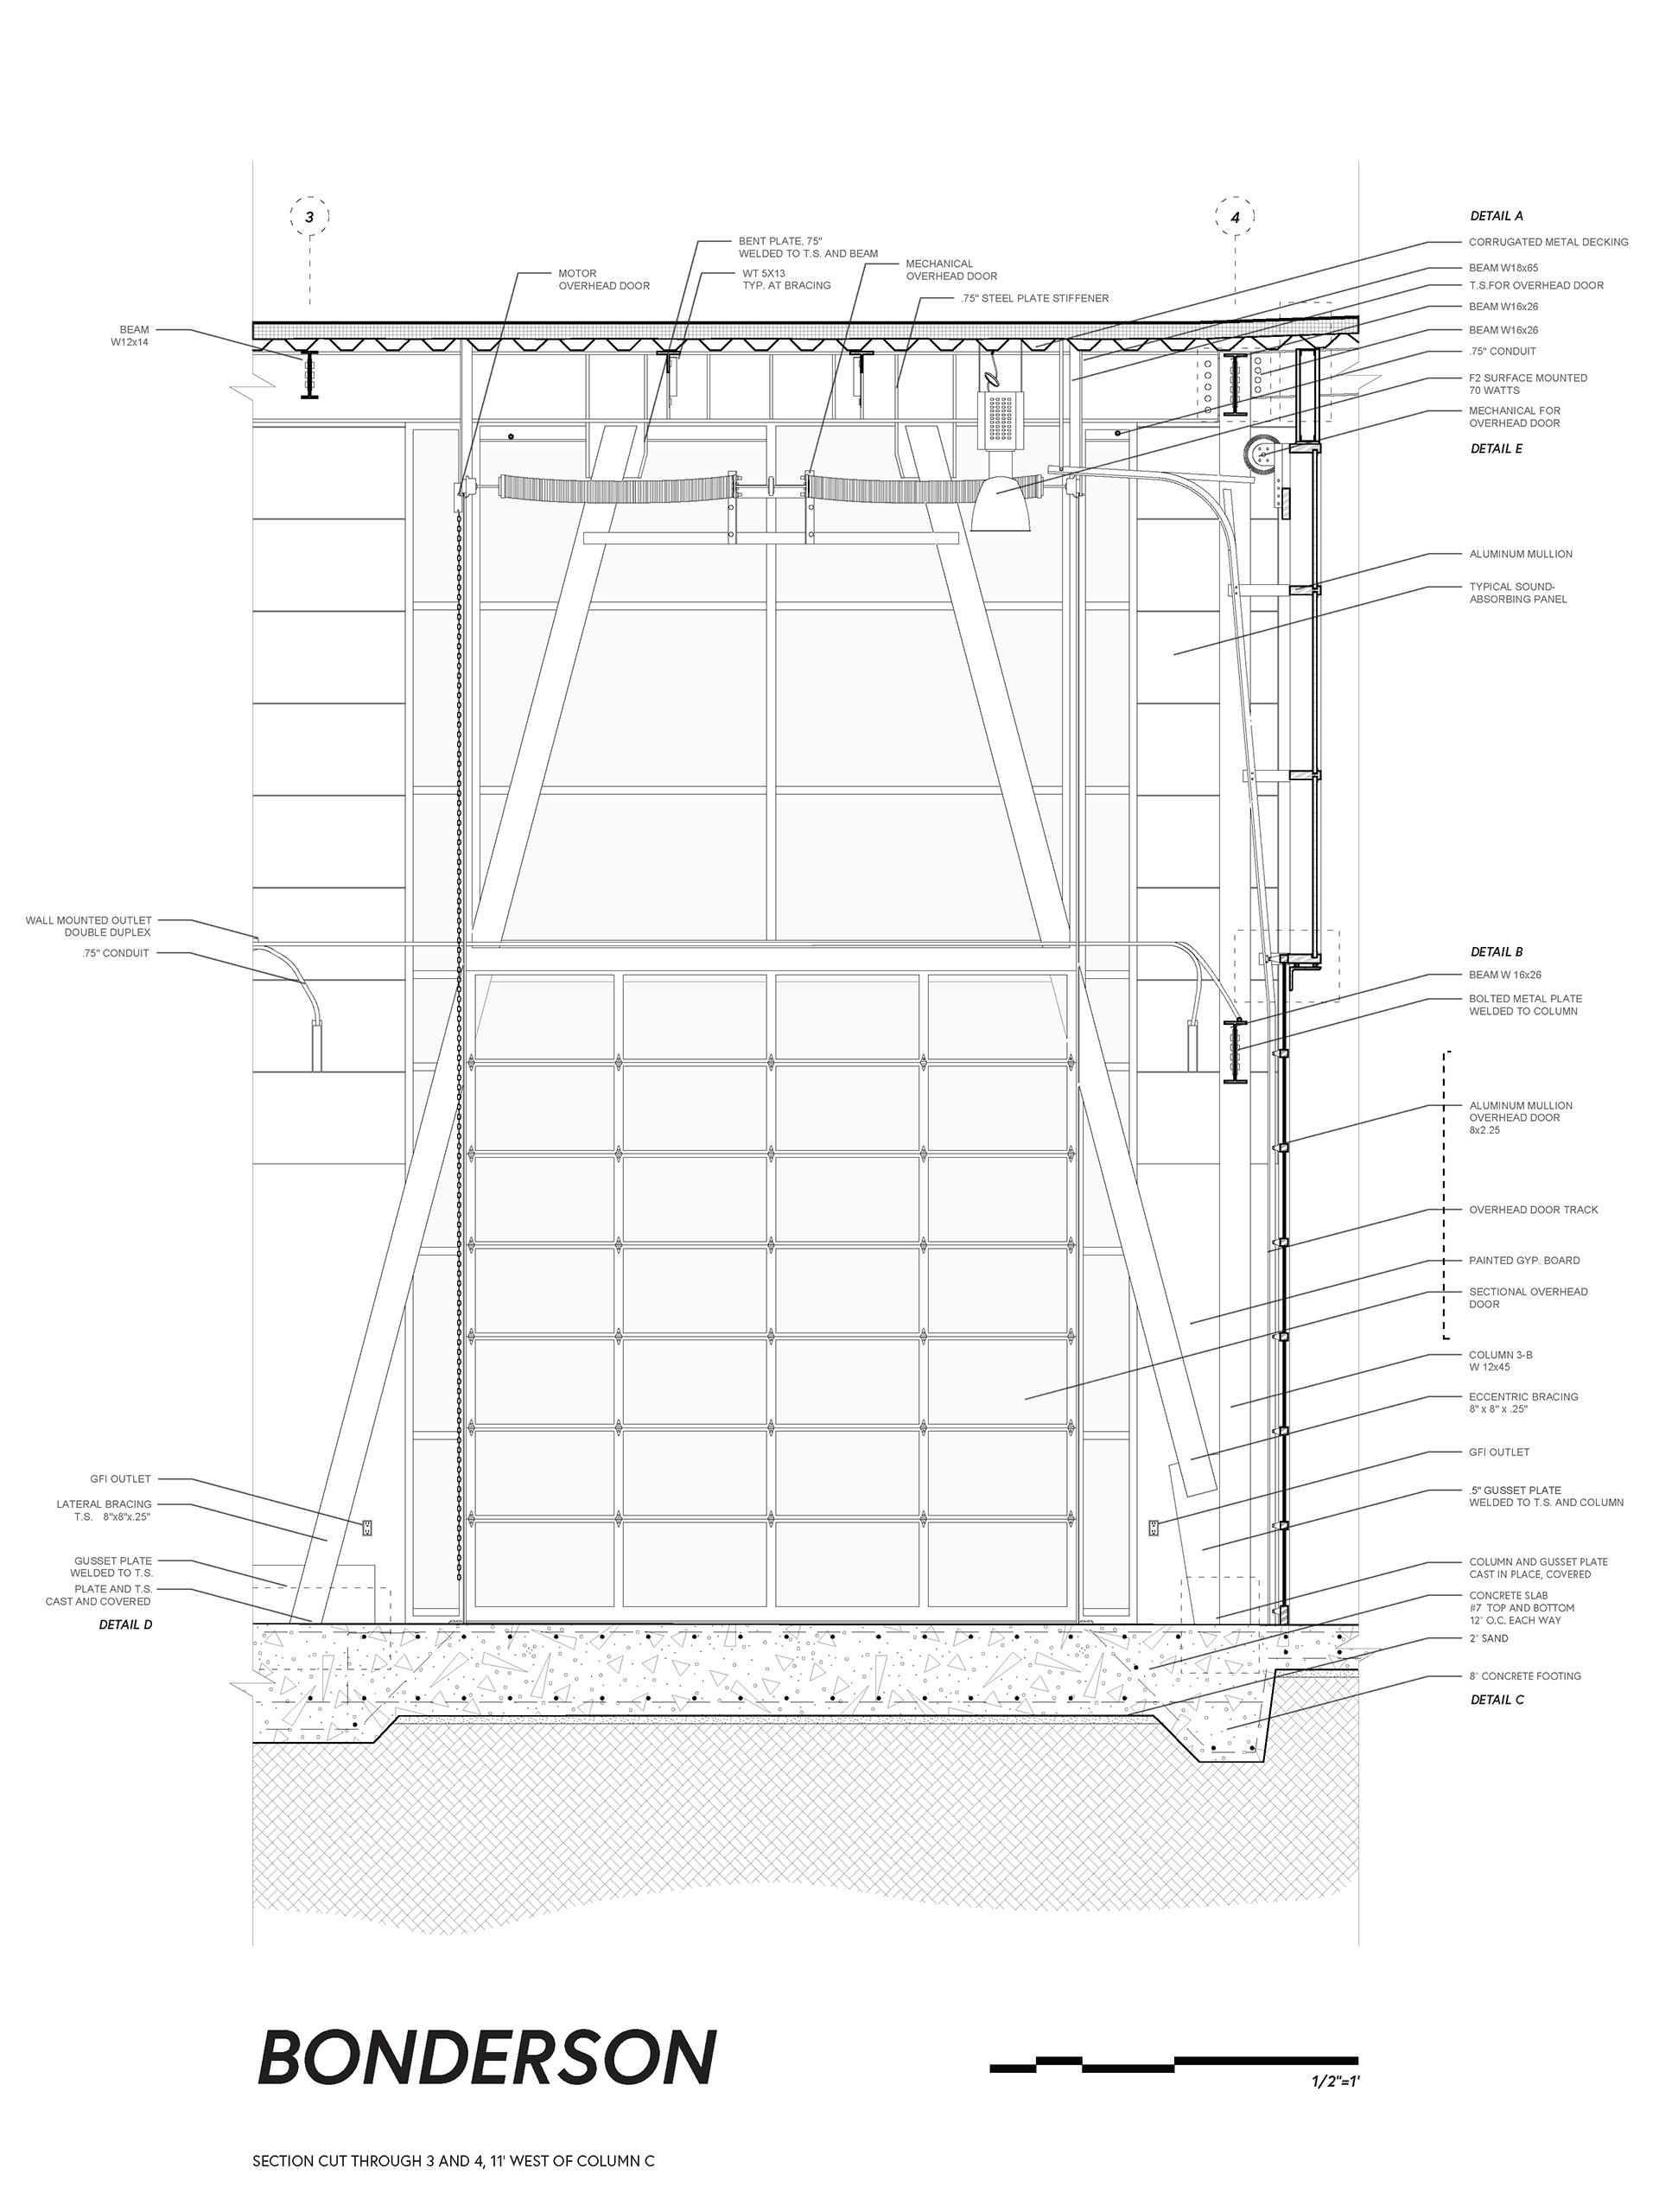 3
4
DETAIL A
CORRUGATED METAL DECKING
BEAM W18x65
T.S.FOR OVERHEAD DOOR
BEAM W16x26
BEAM W16x26
.75" CONDUIT
F2 SURFACE MOUNTED
70 WATTS
MECHANICAL FOR
OVERHEAD DOOR
DETAIL E
BENT PLATE, 75"
WELDED TO T.S. AND BEAM
MOTOR
OVERHEAD DOOR
WT 5X13
TYP. AT BRACING
MECHANICAL
OVERHEAD DOOR
.75" STEEL PLATE STIFFENER
BEAM
W12x14
ALUMINUM MULLION
TYPICAL SOUND-
ABSORBING PANEL
WALL MOUNTED OUTLET
DOUBLE DUPLEX
.75" CONDUIT
DETAIL B
BEAM W 16x26
BOLTED METAL PLATE
WELDED TO COLUMN
ALUMINUM MULLION
OVERHEAD DOOR
8x2.25
OVERHEAD DOOR TRACK
PAINTED GYP. BOARD
SECTIONAL OVERHEAD
DOOR
COLUMN 3-B
W 12x45
ECCENTRIC BRACING
8" x 8" x .25"
GFI OUTLET
.5" GUSSET PLATE
WELDED TO T.S. AND COLUMN
COLUMN AND GUSSET PLATE
CAST IN PLACE, COVERED
CONCRETE SLAB
#7 TOP AND BOTTOM
12" O.C. EACH WAY
2" SAND
8" CONCRETE FOOTING
DETAIL C
GFI OUTLET
LATERAL BRACING
T.S. 8"x8"x.25"
GUSSET PLATE
WELDED TO T.S.
PLATE AND T.S.
CAST AND COVERED
DETAIL D
BONDERSON
1/2"=1'
SECTION CUT THROUGH 3 AND 4, 11' WEST OF COLUMN C